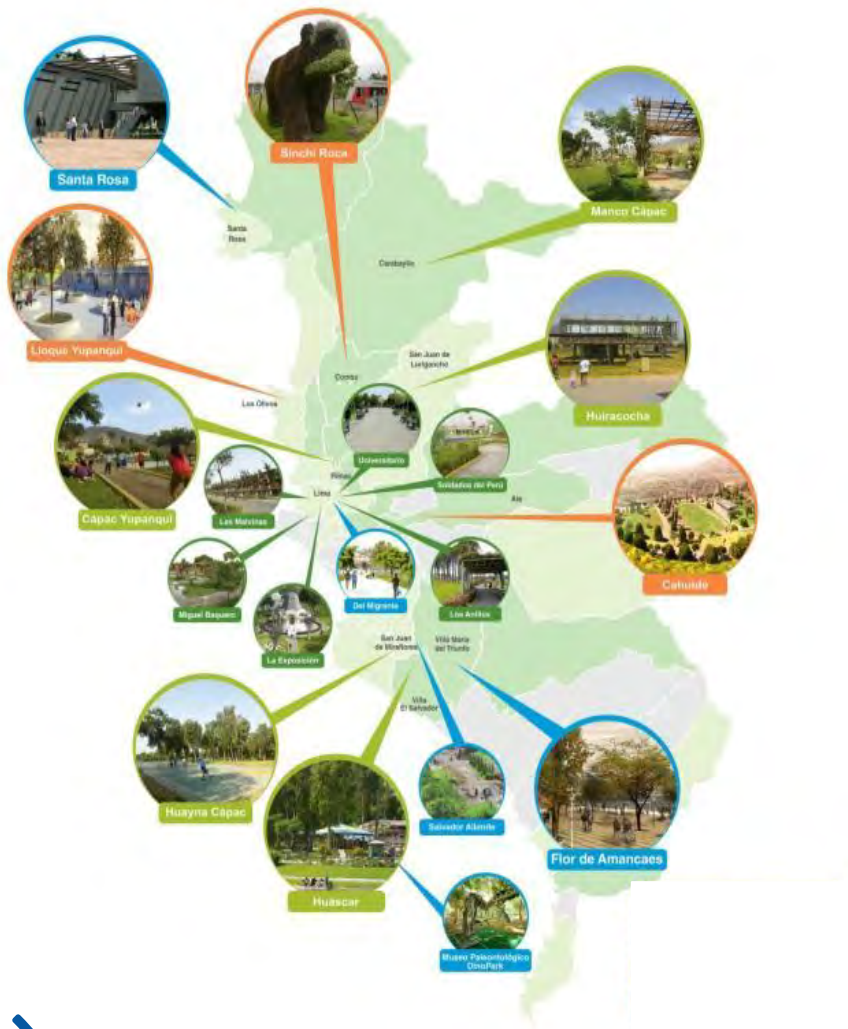 Sinchi Roca
Santa Rosa
Manco Cápac
Santa
Rosa
Carabayllo
Lloque Yupanqui
San Juan de
Lurigancho
Comas
Los Olivos
Huiracocha
Universitario
Rímac
Soldados del Perú
Lima
Ate
Cápac Yupanqui
Las Malvinas
Cahuide
Del Migrante
Los Anillos
Miguel Baquero
La Exposición
San Juan
de Miraflores
Villa María
del Triunfo
Villa
El Salvador
Huayna Cápac
Salvador Allende
Flor de Amancaes
Huáscar
Museo Paleontológico
DinoPark